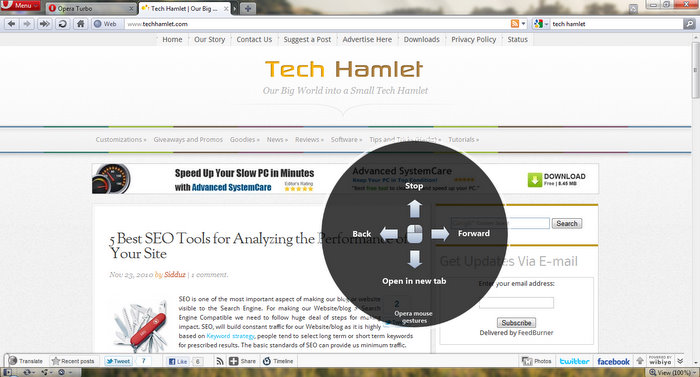 Menu
Opera Turbo
Tech Hamlet | Our Big ...
Web
www.techhamlet.com
tech hamlet
Home
Our Story
Contact Us
Suggest a Post
Advertise Here
Downloads
Privacy Policy
Status
Tech Hamlet
Our Big World into a Small Tech Hamlet
Customizations »
Giveaways and Promos
Goodies »
News »
Reviews »
Software »
Tips and
Tutorials »
Speed Up Your Slow PC in Minutes
with Advanced SystemCare
Editor's Rating
Advanced SystemCare
Keep Your PC in Top Condition!
"Best free tool to clean and speed up your PC."
DOWNLOAD
Free | 8.45 MB
Stop
Back
Forward
Open in new tab
Opera mouse
gestures
5 Best SEO Tools for Analyzing the Performance of
Your Site
Nov 23, 2010 by Sidduz | 1 comment.
SEO is one of the most important aspect of making our blog or website
visible to the Search Engine. For making our Website/blog a Search
Engine Compatible we need to follow huge deal of steps for making
impact. SEO, will build constant traffic for our Website/blog as it is highly
based on Keyword strategy, people tend to select long term or short term keywords
for prescribed results. The basic standards of SEO can provide us minimum traffic.
2
Search
Get Updates Via E-mail
Enter your email address:
Subscribe
Delivered by FeedBurner
Translate
Recent posts
Tweet
7
Like
6
Share
Timeline
Photos
twitter
facebook
powered by
wibiya
View (100%)